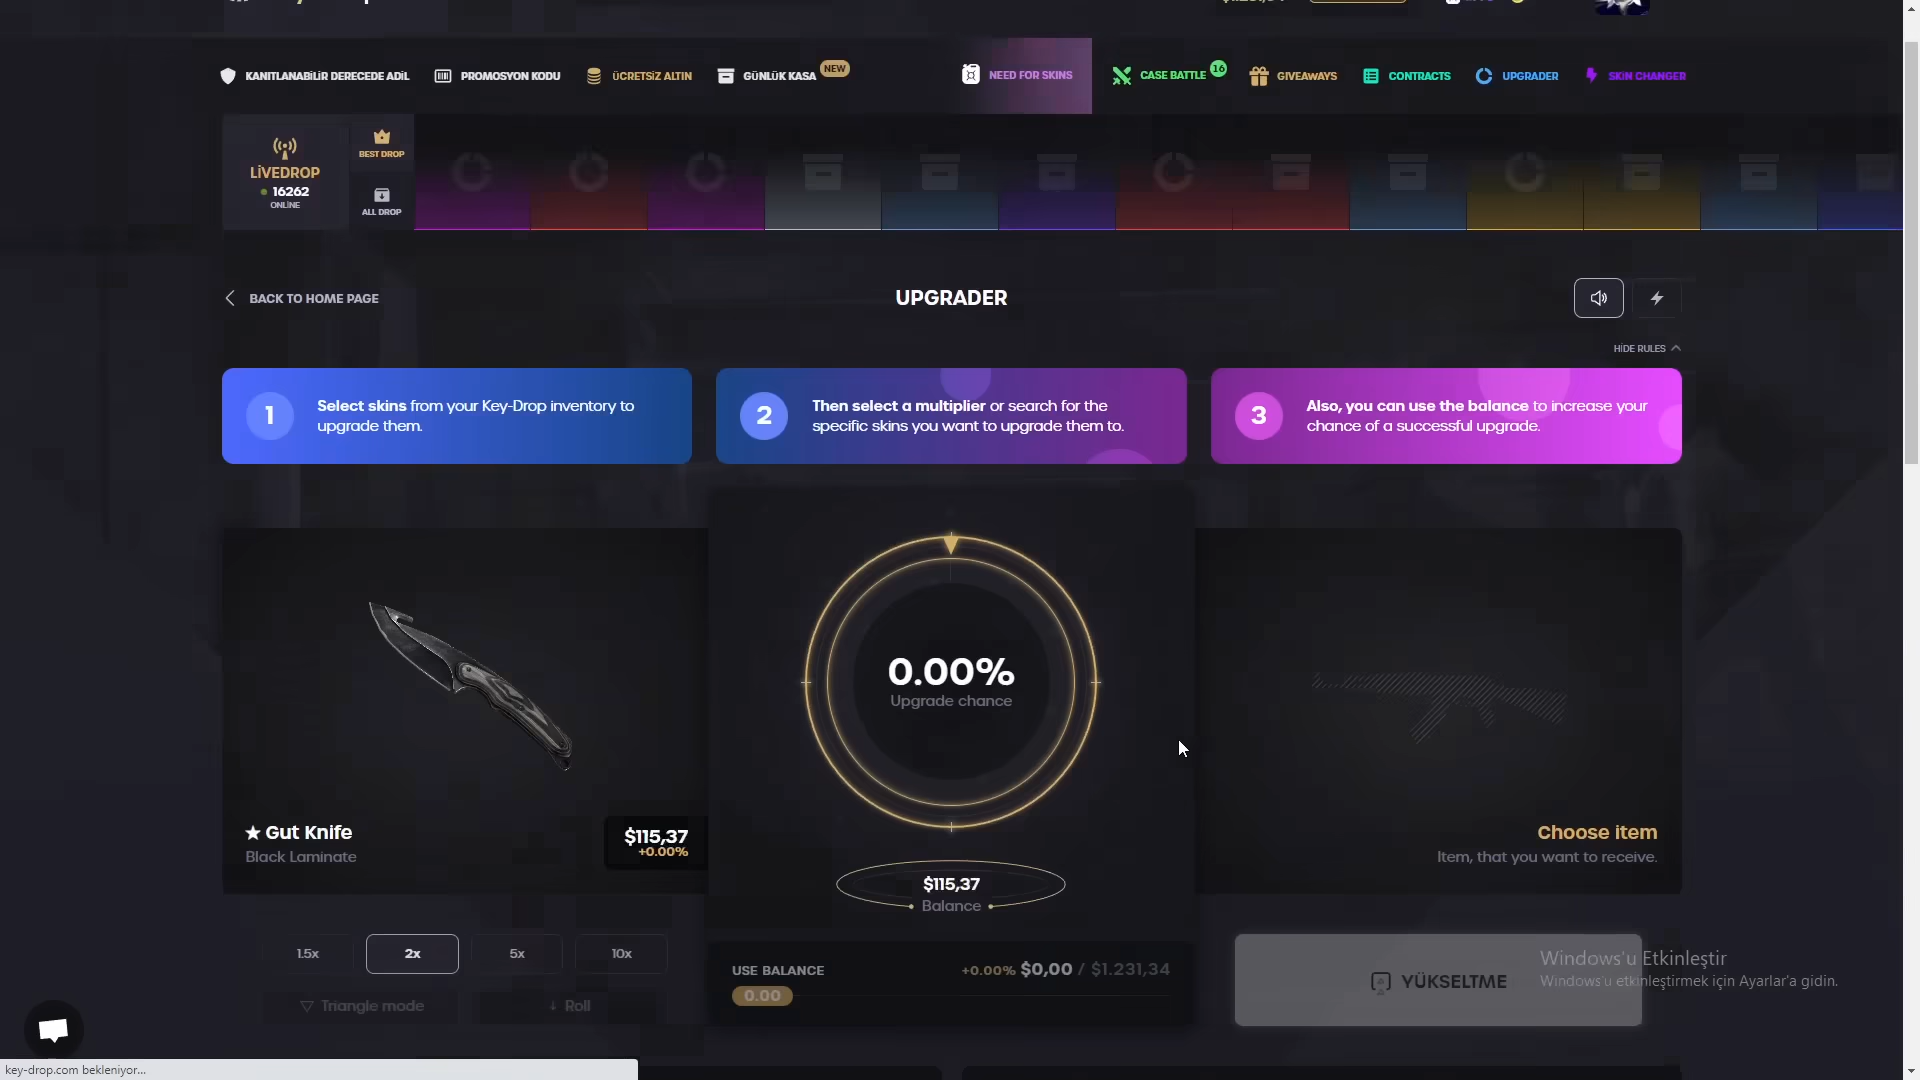 KANITLANABİLİR DERECEDE ADİL
PROMOSYON KODU
ÜCRETSİZ ALTIN
GÜNLÜK KASA
NEW
NEED FOR SKINS
CASE BATTLE
16
GIVEAWAYS
CONTRACTS
UPGRADER
SKIN CHANGER
LİVEDROP
16262
ONLİNE
BEST DROP
ALL DROP
BACK TO HOME PAGE
UPGRADER
HİDE RULES
1
Select skins from your Key-Drop inventory to
upgrade them.
2
Then select a multiplier or search for the
specific skins you want to upgrade them to.
3
Also, you can use the balance to increase your
chance of a successful upgrade.
0.00%
Upgrade chance
★ Gut Knife
Black Laminate
$115,37
+0.00%
$115,37
Balance
Choose item
Item, that you want to receive.
1.5x
2x
5x
10x
Triangle mode
Roll
USE BALANCE
+0.00% $0,00 / $1.231,34
0.00
YÜKSELTME
Windows'u Etkinleştir
Windows'u etkinleştirmek için Ayarlar'a gidin.
key-drop.com bekleniyor...